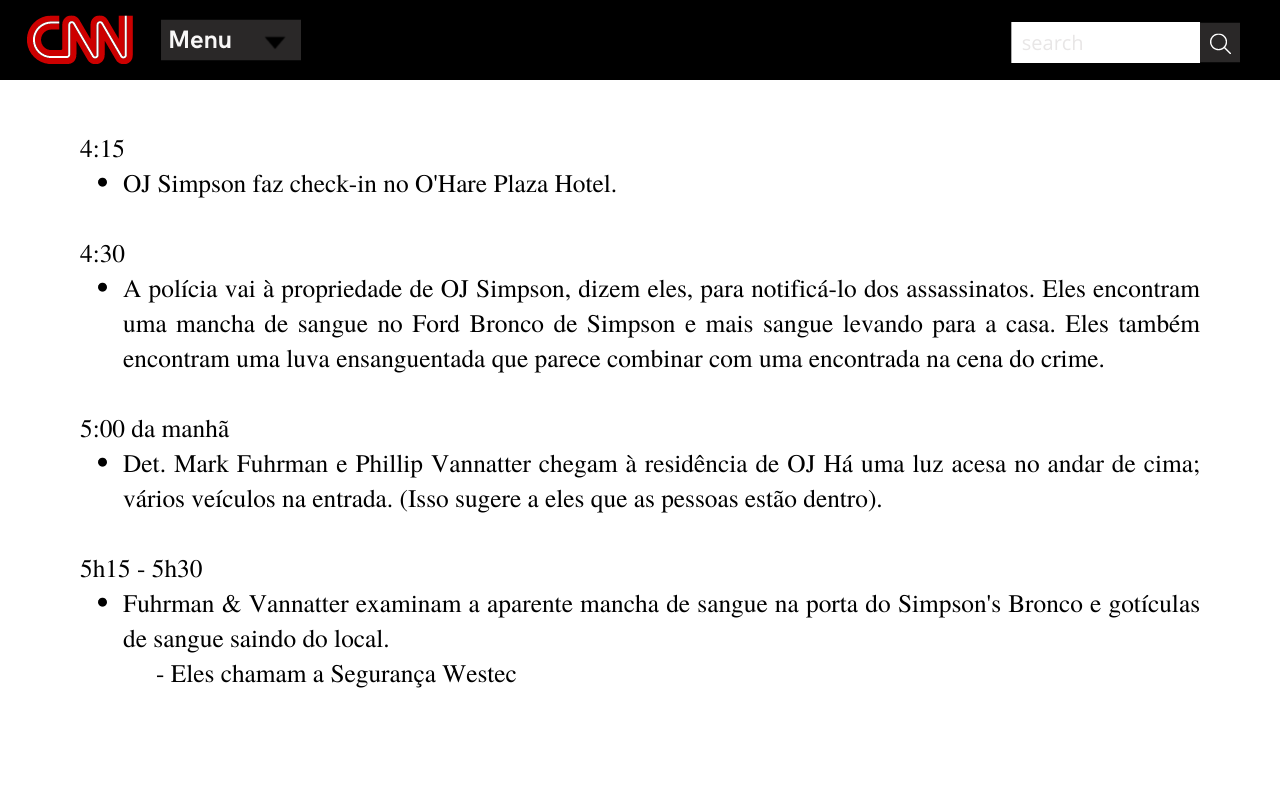 CNN
Menu
search
4:15
• OJ Simpson faz check-in no O'Hare Plaza Hotel.
4:30
• A polícia vai à propriedade de OJ Simpson, dizem eles, para notificá-lo dos assassinatos. Eles encontram
uma mancha de sangue no Ford Bronco de Simpson e mais sangue levando para a casa. Eles também
encontram uma luva ensanguentada que parece combinar com uma encontrada na cena do crime.
5:00 da manhã
• Det. Mark Fuhrman e Phillip Vannatter chegam à residência de OJ Há uma luz acesa no andar de cima;
vários veículos na entrada. (Isso sugere a eles que as pessoas estão dentro).
5h15 - 5h30
• Fuhrman & Vannatter examinam a aparente mancha de sangue na porta do Simpson's Bronco e gotículas
de sangue saindo do local.
- Eles chamam a Segurança Westec